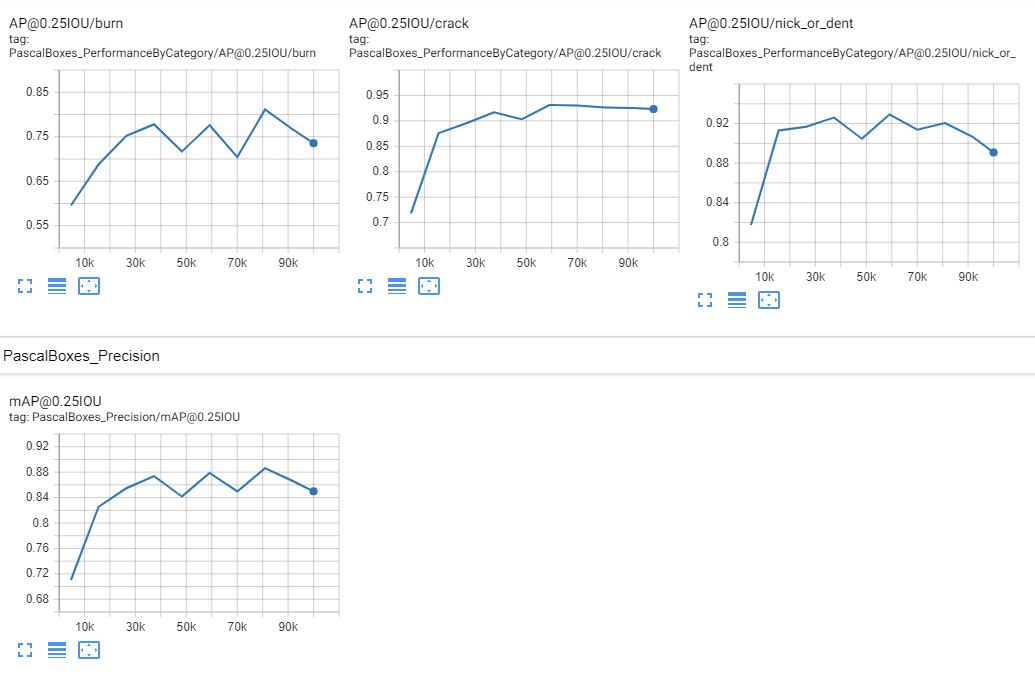 AP@0.25IOU/burn
tag:
PascalBoxes_PerformanceByCategory/AP@0.25IOU/burn
0.85
0.75
0.65
0.55
10k 30k 50k 70k 90k
AP@0.25IOU/crack
tag:
PascalBoxes_PerformanceByCategory/AP@0.25IOU/crack
0.95
0.9
0.85
0.8
0.75
0.7
10k 30k 50k 70k 90k
AP@0.25IOU/nick_or_dent
tag:
PascalBoxes_PerformanceByCategory/AP@0.25IOU/nick_or_
dent
0.92
0.88
0.84
0.8
10k 30k 50k 70k 90k
PascalBoxes_Precision
mAP@0.25IOU
tag: PascalBoxes_Precision/mAP@0.25IOU
0.92
0.88
0.84
0.8
0.76
0.72
0.68
10k 30k 50k 70k 90k